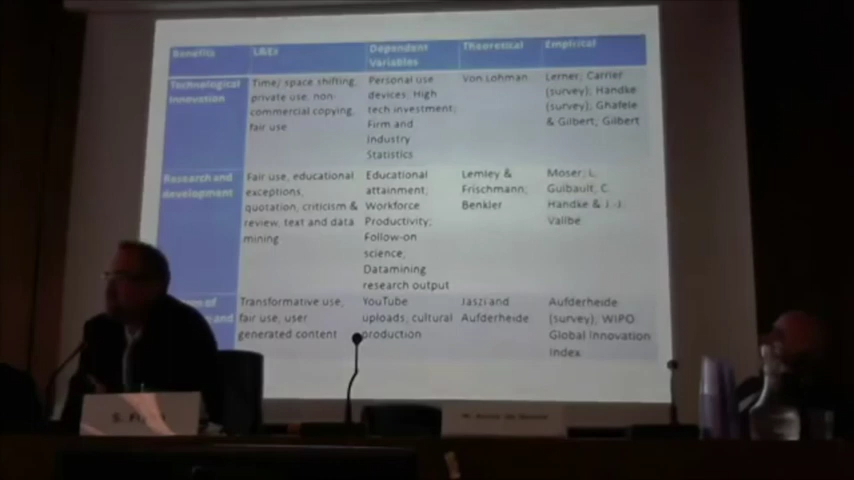 Benefits
L&Es
Dependent
Variables
Theoretical
Empirical
Technological
Innovation
Time/ space shifting,
private use, non-
commercial copying,
fair use
Personal use
devices; High
tech investment;
Firm and
Industry
Statistics
Von Lohman
Lerner; Carrier
(survey); Handke
(survey); Ghafele
& Gilbert; Gilbert
Research and
development
Fair use, educational
exceptions,
quotation, criticism &
review, text and data
mining
Educational
attainment;
Workforce
Productivity;
Follow-on
science;
Datamining
research output
Lemley &
Frischmann;
Benkler
Moser; L.
Guibault, C.
Handke & J.-J.
Vallbe
of
and
Transformative use,
fair use, user
generated content
YouTube
uploads, cultural
production
Jaszi and
Aufderheide
Aufderheide
(survey); WIPO
Global Innovation
Index
S.